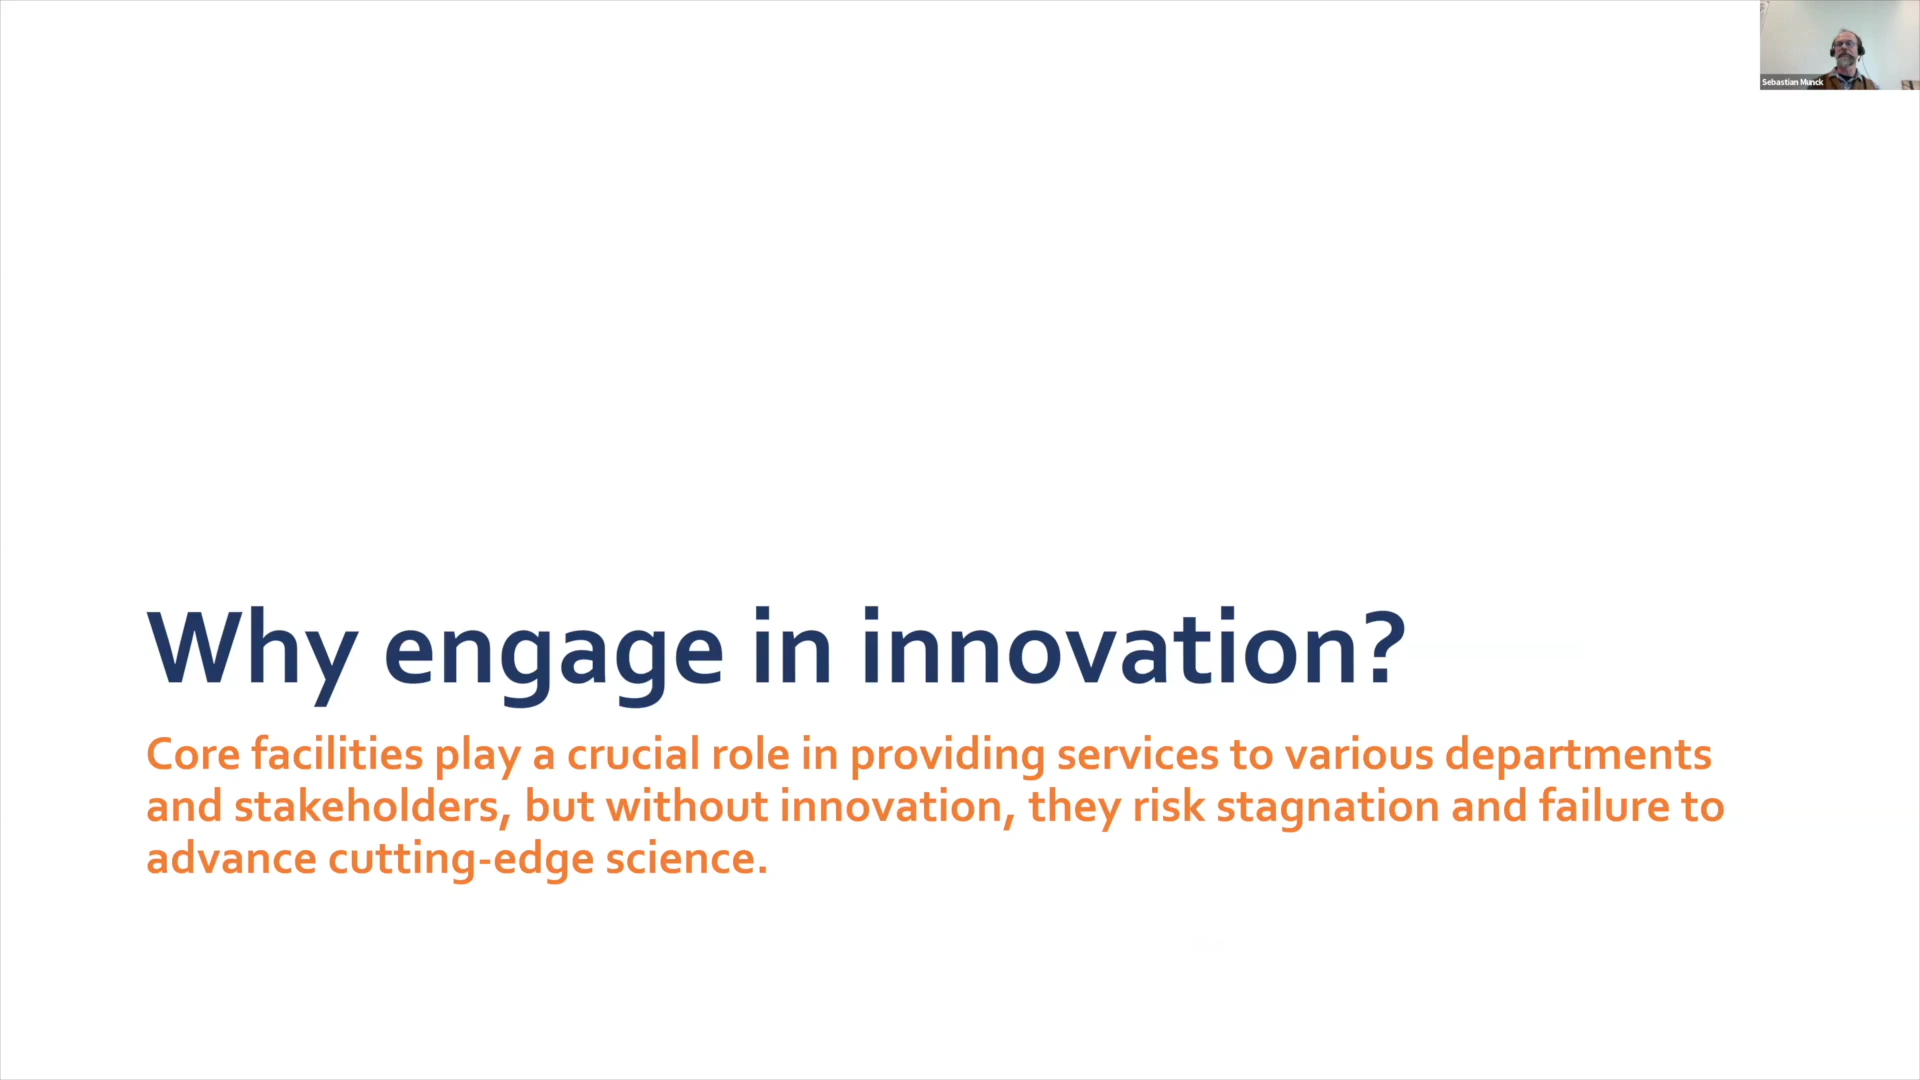 Sebastian Munck
Why engage in innovation?
Core facilities play a crucial role in providing services to various departments
and stakeholders, but without innovation, they risk stagnation and failure to
advance cutting-edge science.